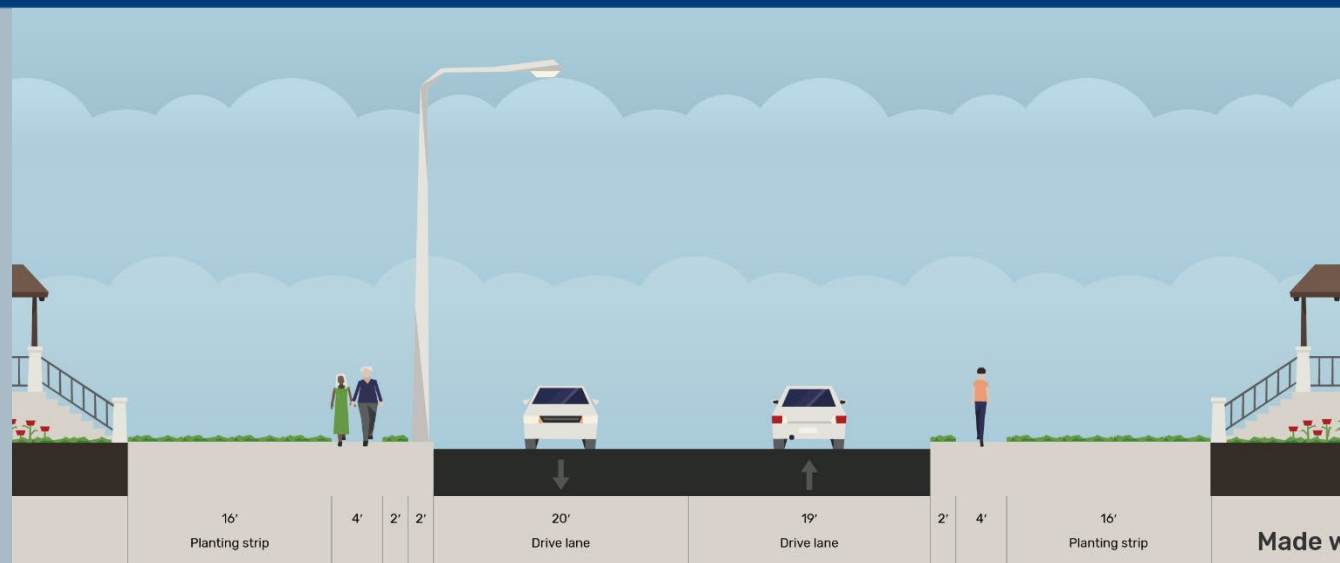 16′ 4′ 2′ 2′ 20′ 19′ 2′ 4′ 16′
Planting strip Drive lane Drive lane Planting strip
Made w